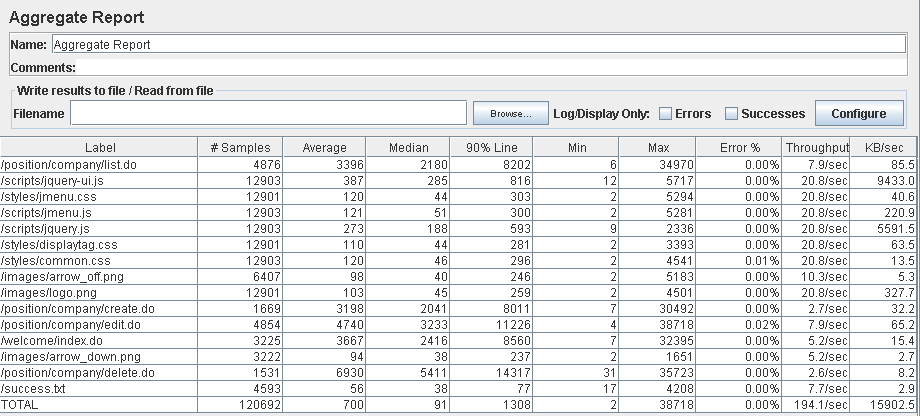 Aggregate Report
Name: Aggregate Report
Comments:
Write results to file / Read from file
Filename Browse... Log/Display Only: Errors Successes Configure
Label # Samples Average Median 90% Line Min Max Error % Throughput KB/sec
/position/company/list.do 4876 3396 2180 8202 6 34970 0.00% 7.9/sec 85.5
/scripts/jquery-ui.js 12903 387 285 816 12 5717 0.00% 20.8/sec 9433.0
/styles/jmenu.css 12901 120 44 303 2 5294 0.00% 20.8/sec 40.6
/scripts/jmenu.js 12903 121 51 300 2 5281 0.00% 20.8/sec 220.9
/scripts/jquery.js 12903 273 188 593 9 2336 0.00% 20.8/sec 5591.5
/styles/displaytag.css 12901 110 44 281 2 3393 0.00% 20.8/sec 63.5
/styles/common.css 12903 120 46 296 2 4541 0.01% 20.8/sec 13.5
/images/arrow_off.png 6407 98 40 246 2 5183 0.00% 10.3/sec 5.3
/images/logo.png 12901 103 45 259 2 4501 0.00% 20.8/sec 327.7
/position/company/create.do 1669 3198 2041 8011 7 30492 0.00% 2.7/sec 32.2
/position/company/edit.do 4854 4740 3233 11226 4 38718 0.02% 7.9/sec 65.2
/welcome/index.do 3225 3667 2416 8560 7 32395 0.00% 5.2/sec 15.4
/images/arrow_down.png 3222 94 38 237 2 1651 0.00% 5.2/sec 2.7
/position/company/delete.do 1531 6930 5411 14317 31 35723 0.00% 2.6/sec 8.2
/success.txt 4593 56 38 77 17 4208 0.00% 7.7/sec 2.9
TOTAL 120692 700 91 1308 2 38718 0.00% 194.1/sec 15902.5